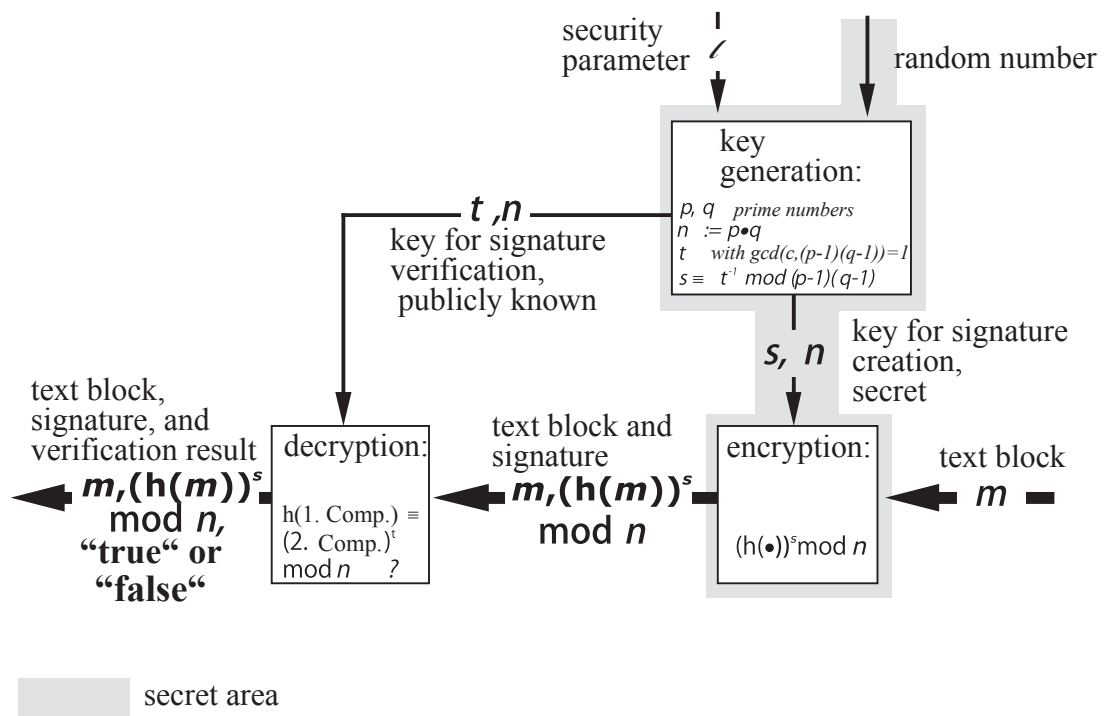 security
parameter
ℓ
random number
key
generation:
p, q prime numbers
n := p•q
t with gcd(c,(p-1)(q-1))=1
s ≡ t⁻¹ mod (p-1)(q-1)
t ,n
key for signature
verification,
publicly known
s, n
key for signature
creation,
secret
text block,
signature, and
verification result
m,(h(m))ˢ
mod n,
“true“ or
“false“
decryption:
h(1. Comp.) ≡
(2. Comp.)ᵗ
mod n ?
text block and
signature
m,(h(m))ˢ
mod n
encryption:
(h(•))ˢmod n
text block
m
secret area